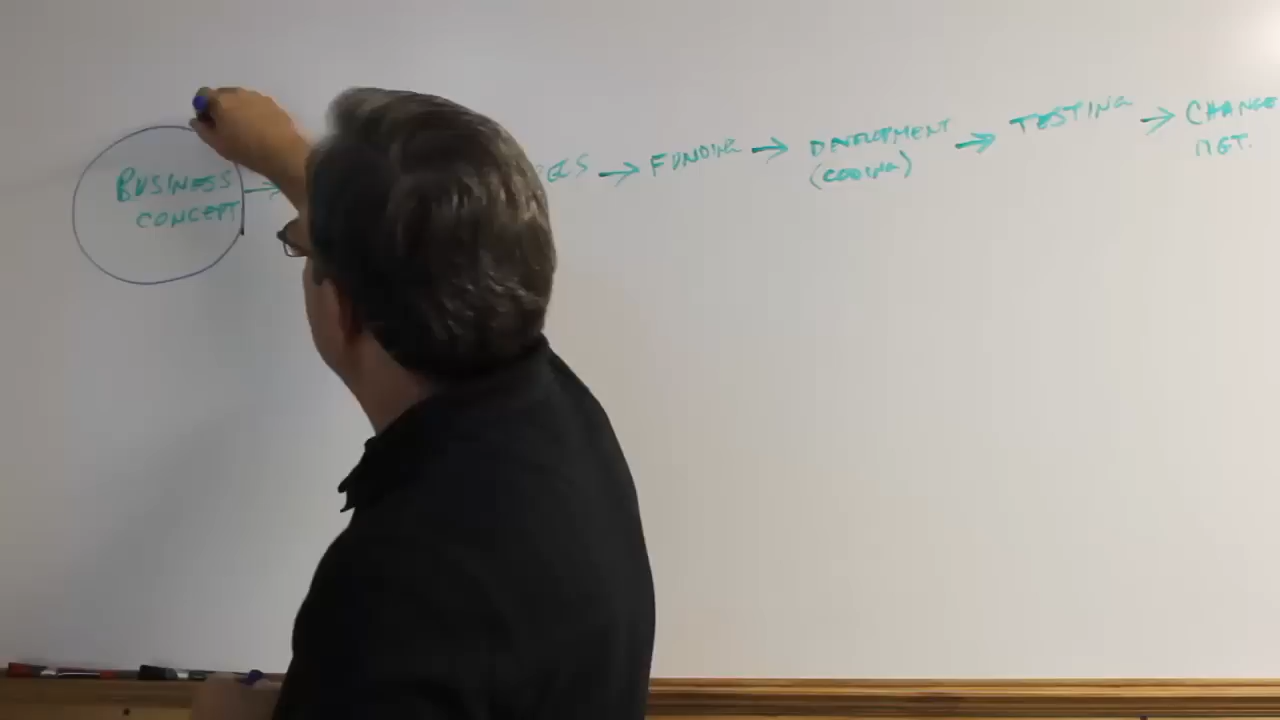 BUSINESS
CONCEPT
→ FUNDING → DEVELOPMENT
(CODING)
→ TESTING → CHANGE
MGT.